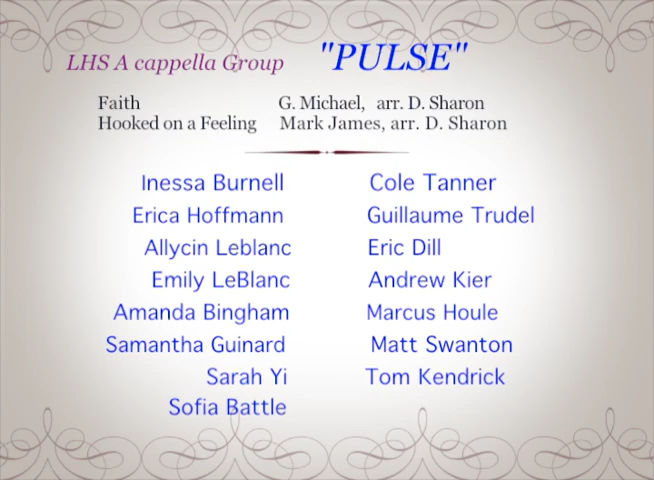 LHS A cappella Group "PULSE"
Faith G. Michael, arr. D. Sharon
Hooked on a Feeling Mark James, arr. D. Sharon
Inessa Burnell Cole Tanner
Erica Hoffmann Guillaume Trudel
Allycin Leblanc Eric Dill
Emily LeBlanc Andrew Kier
Amanda Bingham Marcus Houle
Samantha Guinard Matt Swanton
Sarah Yi Tom Kendrick
Sofia Battle